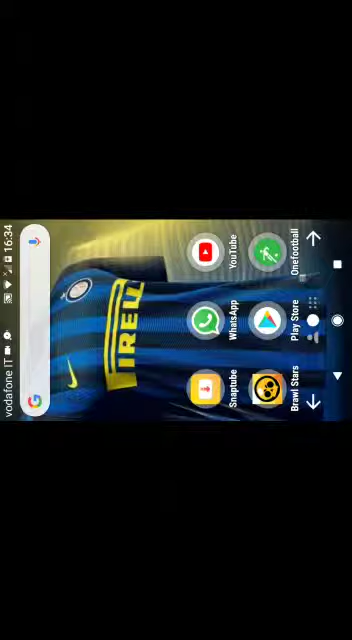 vodafone IT 16:34
PIRELLI
Snaptube WhatsApp YouTube
Brawl Stars Play Store Onefootball